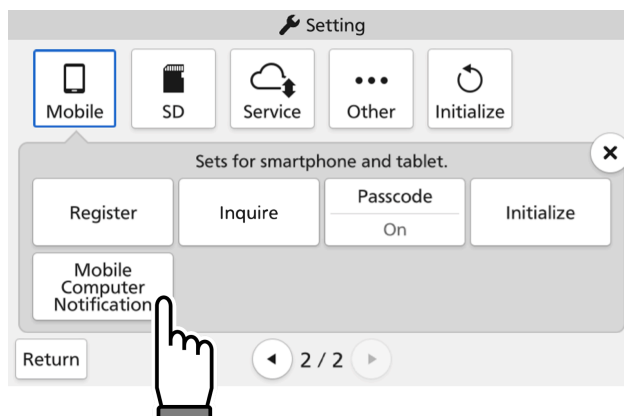 Setting
Mobile
SD
Service
Other
Initialize
Sets for smartphone and tablet.
Register
Inquire
Passcode
On
Initialize
Mobile
Computer
Notification
Return
2 / 2